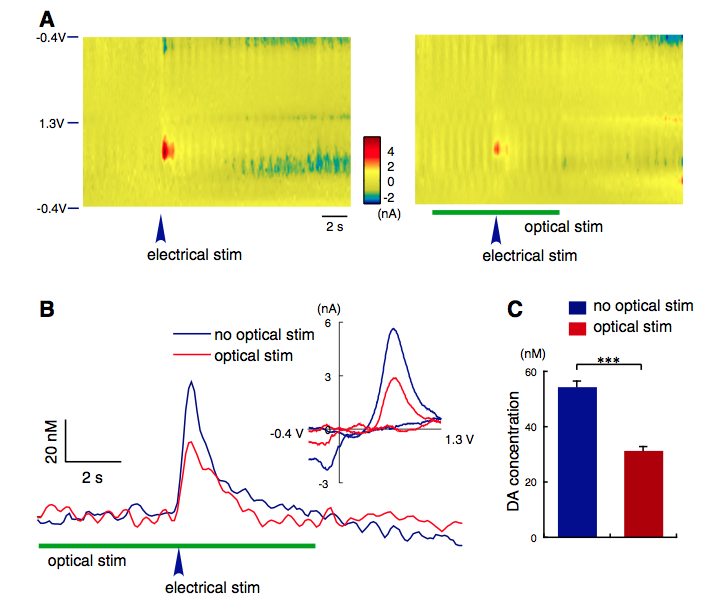 A
-0.4V
1.3V
-0.4V
4
2
0
-2
(nA)
2 s
electrical stim
optical stim
electrical stim
B
no optical stim
optical stim
20 nM
2 s
optical stim
electrical stim
(nA)
6
3
0
-3
-0.4 V
1.3 V
C
no optical stim
optical stim
(nM)
60
40
20
0
DA concentration
***